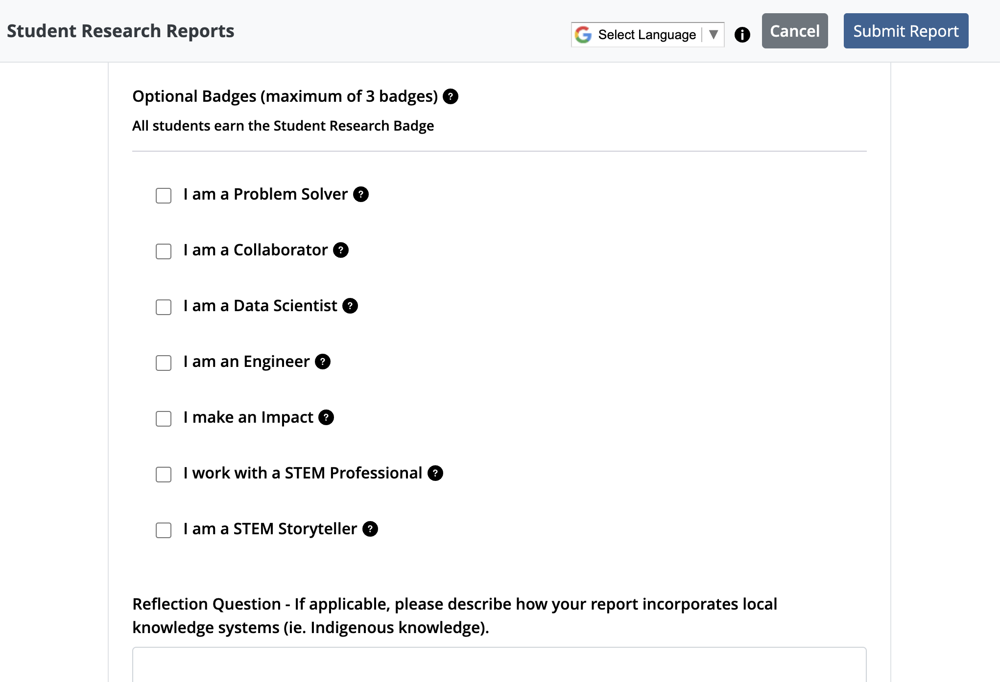 Student Research Reports
Select Language ▼
Cancel
Submit Report
Optional Badges (maximum of 3 badges)
All students earn the Student Research Badge
I am a Problem Solver
I am a Collaborator
I am a Data Scientist
I am an Engineer
I make an Impact
I work with a STEM Professional
I am a STEM Storyteller
Reflection Question - If applicable, please describe how your report incorporates local
knowledge systems (ie. Indigenous knowledge).